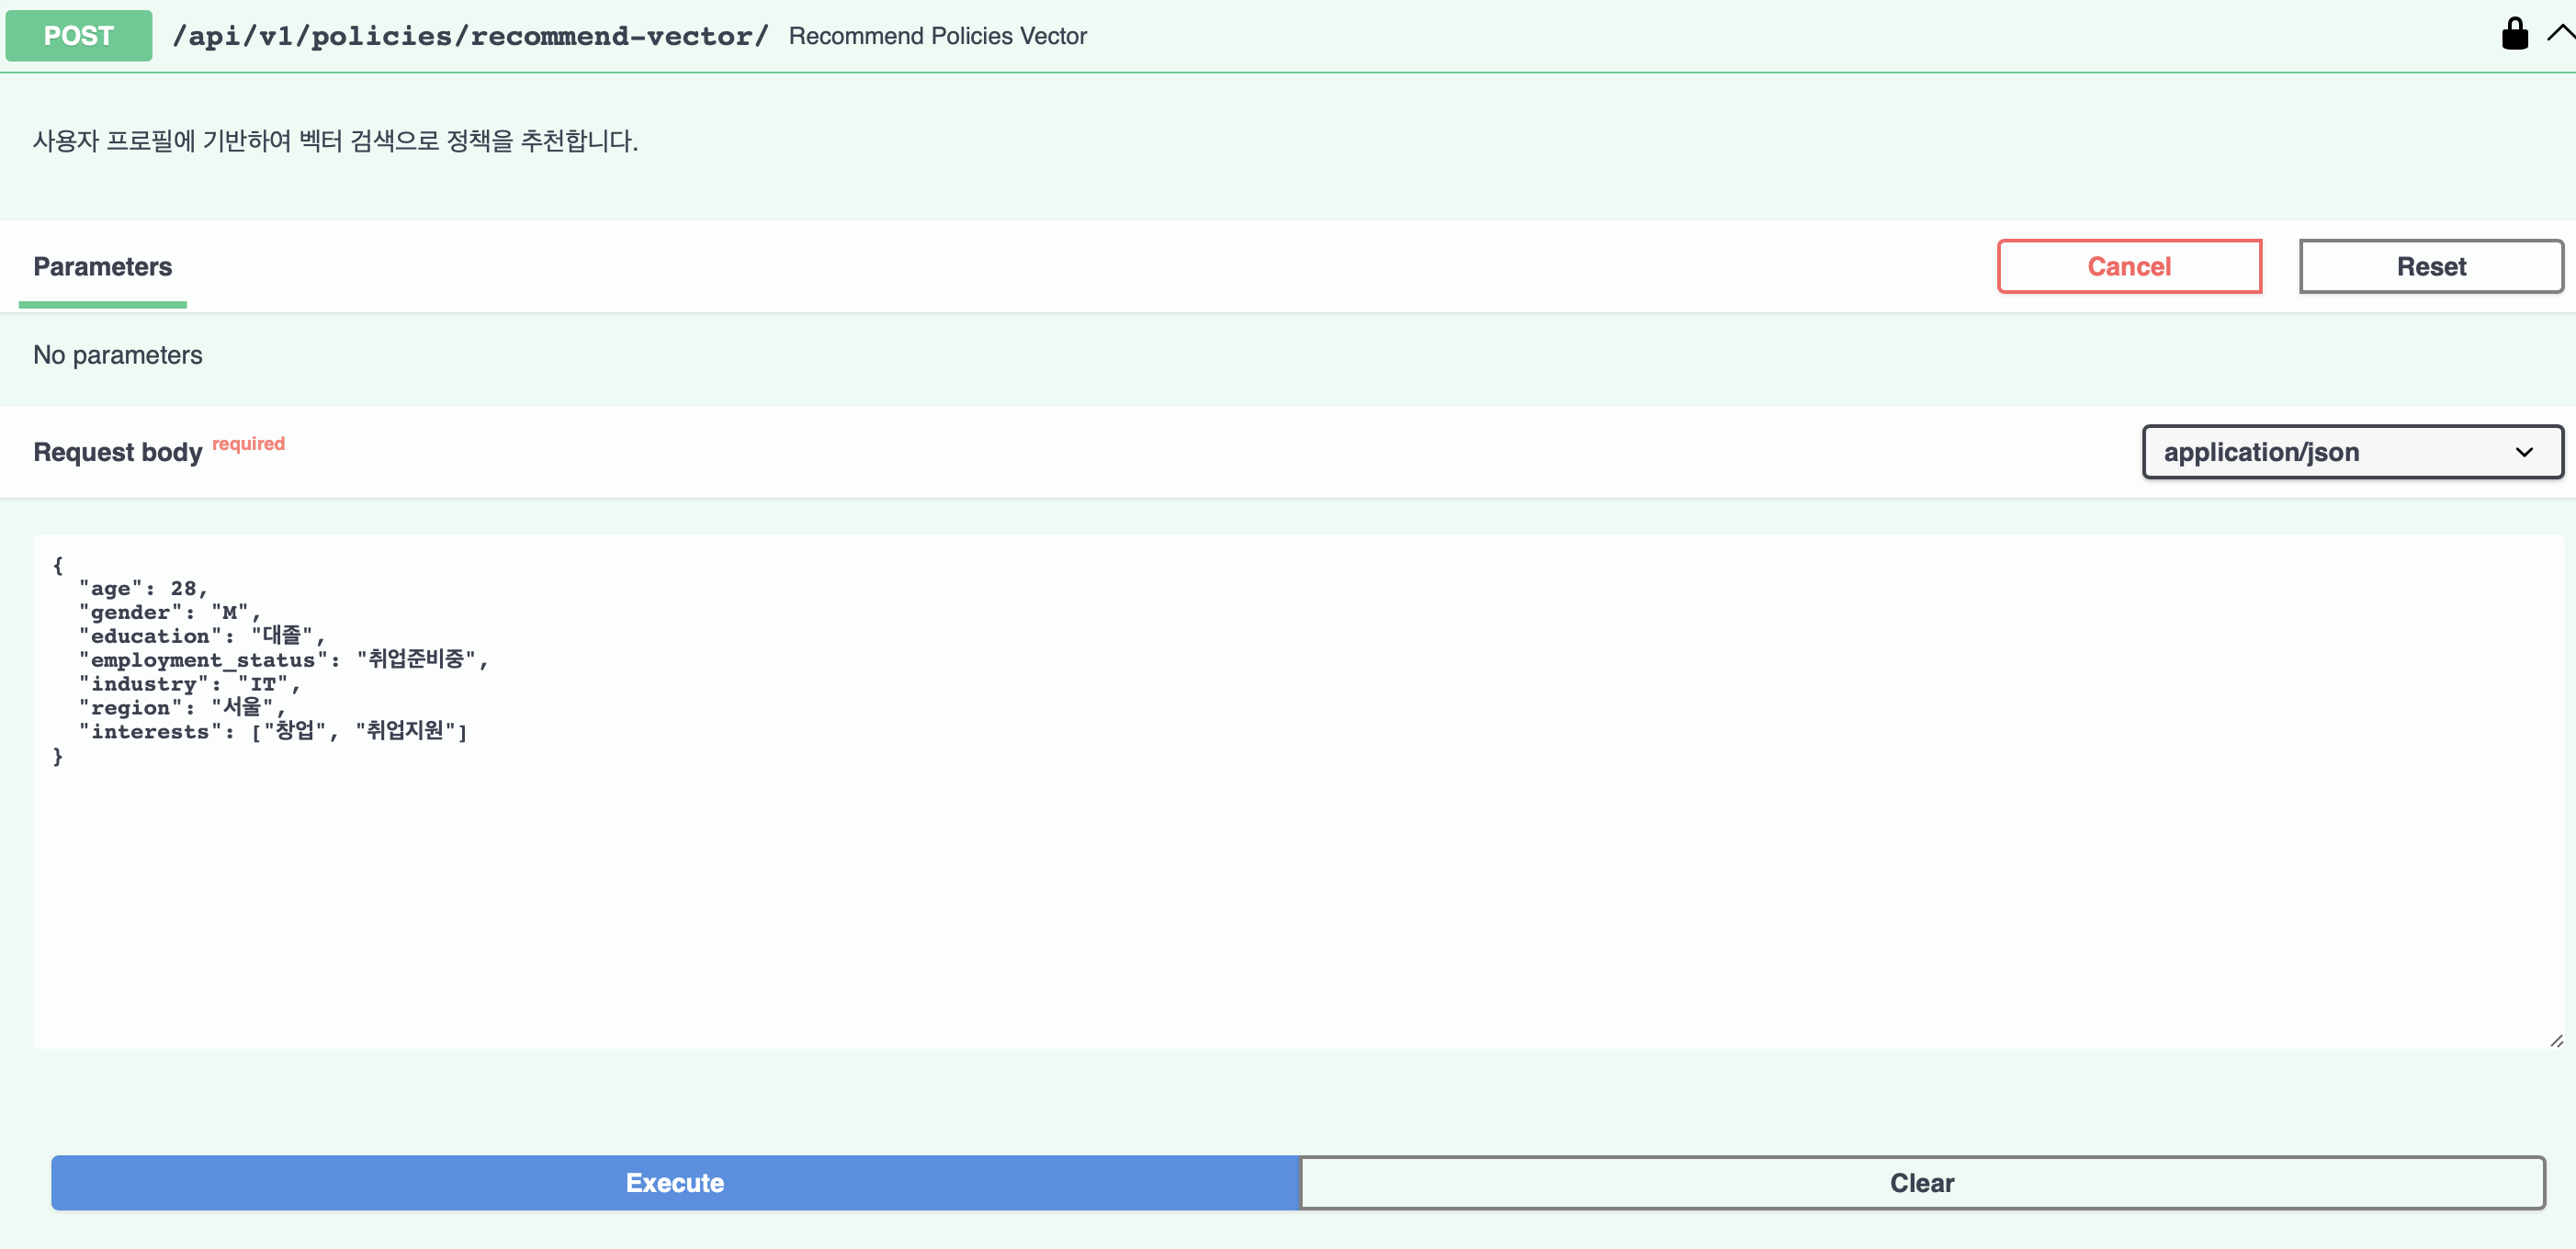 POST /api/v1/policies/recommend-vector/ Recommend Policies Vector
사용자 프로필에 기반하여 벡터 검색으로 정책을 추천합니다.
Parameters
Cancel
Reset
No parameters
Request body required
application/json
{
  "age": 28,
  "gender": "M",
  "education": "대졸",
  "employment_status": "취업준비중",
  "industry": "IT",
  "region": "서울",
  "interests": ["창업", "취업지원"]
}
Execute
Clear